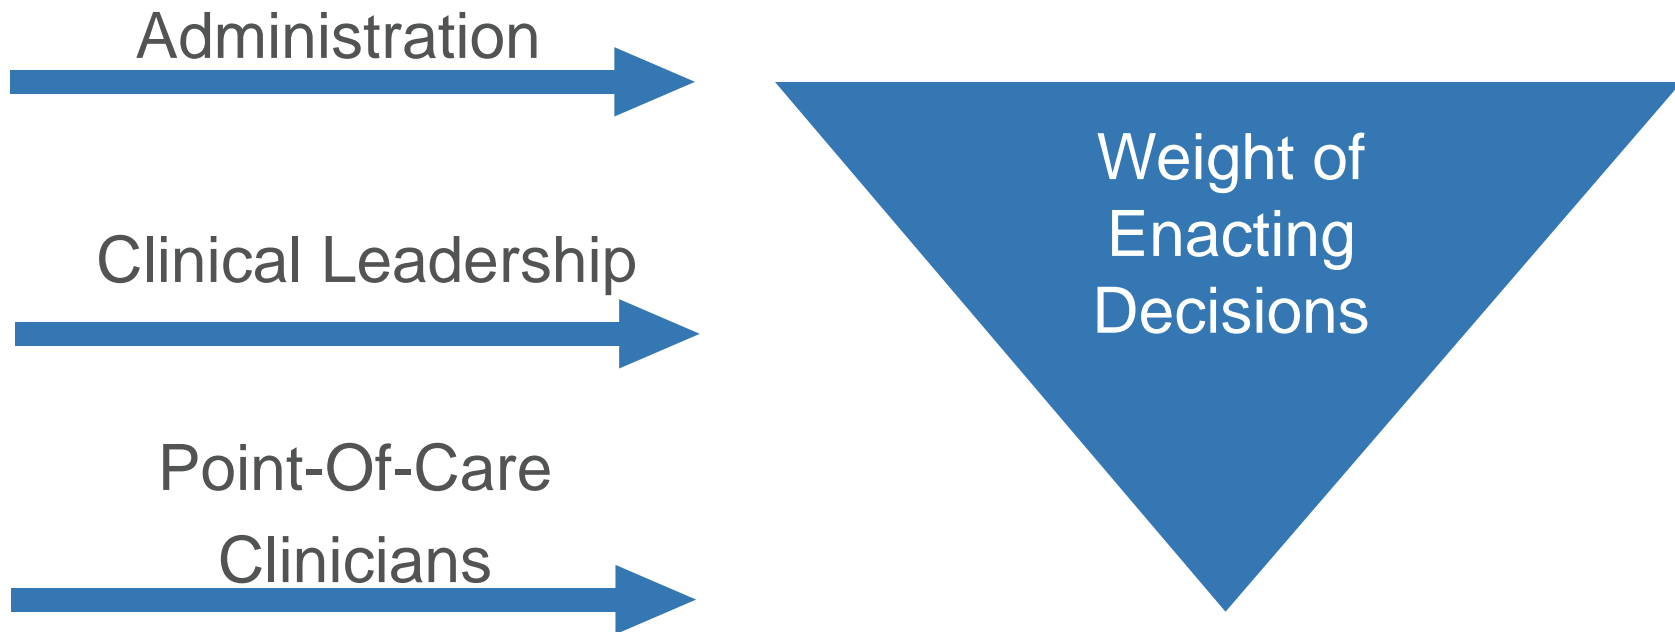 Administration
Clinical Leadership
Point-Of-Care
Clinicians
Weight of
Enacting
Decisions